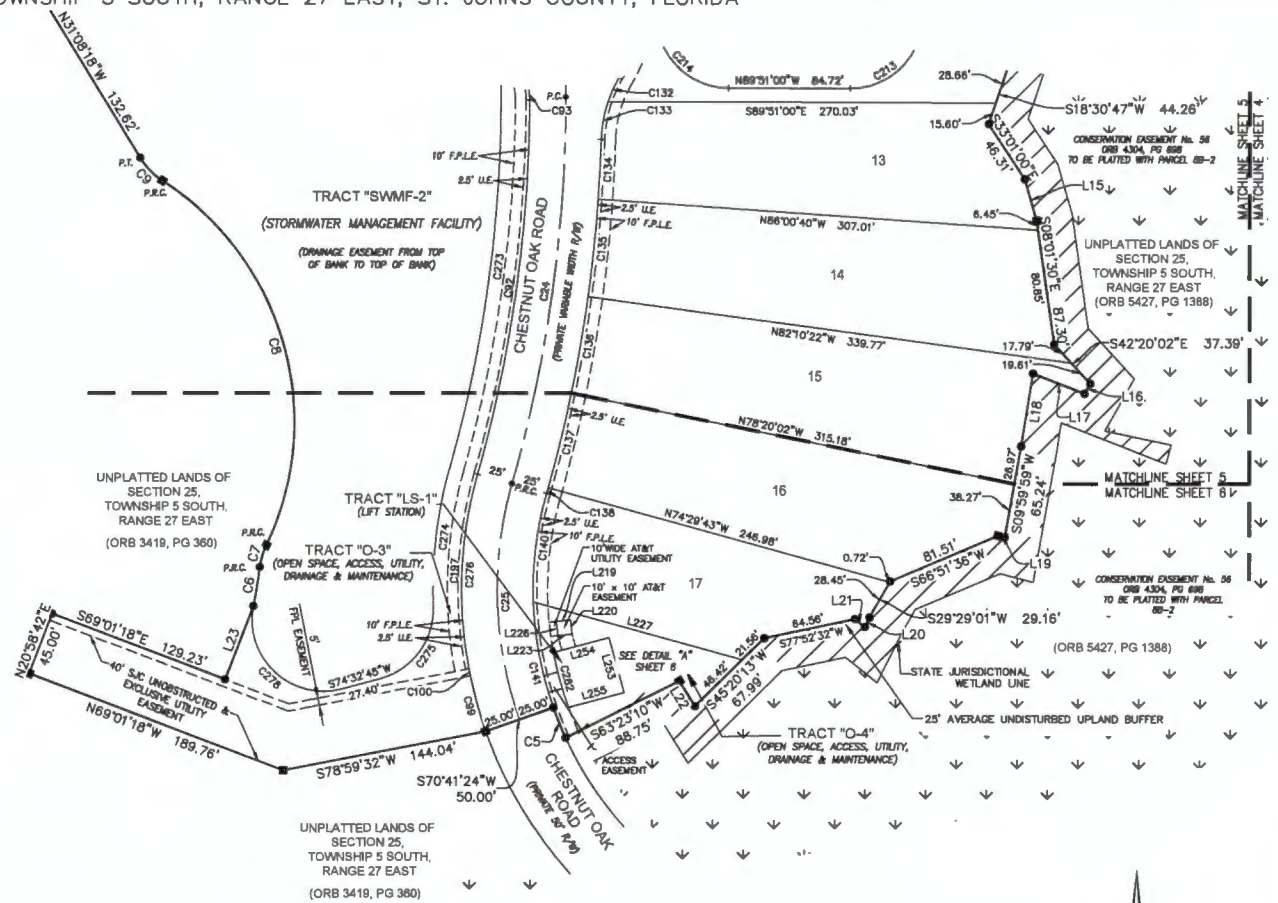 TOWNSHIP 5 SOUTH, RANGE 27 EAST, ST. JOHNS COUNTY, FLORIDA
N31°08'18"W 132.62'
P.T.
C9
P.R.C.
C8
P.R.C.
C7
P.R.C.
C6
L23
TRACT "SWMF-2"
(STORMWATER MANAGEMENT FACILITY)
(DRAINAGE EASEMENT FROM TOP
OF BANK TO TOP OF BANK)
10' F.P.L.E.
2.5' U.E.
C93
P.C.
C273
C92
CHESTNUT OAK ROAD
C24
(PRIVATE VARIABLE WIDTH R/W)
C132
C133
C134
C135
C136
C137
2.5' U.E.
10' F.P.L.E.
2.5' U.E.
C214
N89°51'00"W 84.72'
C213
S89°51'00"E 270.03'
28.66'
S18°30'47"W 44.26'
15.60'
S33°01'00"E
46.31'
13
L15
6.45'
N86°00'40"W 307.01'
S08°01'30"E
80.85'
87.30'
14
N82°10'22"W 339.77'
17.79'
S42°20'02"E 37.39'
19.61'
15
L16
L17
L18
N78°20'02"W 315.18'
26.97'
38.27'
S09°59'59"W
65.24'
16
N74°29'43"W 246.98'
0.72'
81.51'
S66°51'36"W
L19
28.45'
S29°29'01"W 29.16'
17
L21
L20
64.56'
S77°52'32"W
21.56'
46.42'
S45°20'13"W
67.99'
L22
CONSERVATION EASEMENT No. 56
ORB 4304, PG 698
TO BE PLATTED WITH PARCEL 8B-2
MATCHLINE SHEET 5
MATCHLINE SHEET 4
UNPLATTED LANDS OF
SECTION 25,
TOWNSHIP 5 SOUTH,
RANGE 27 EAST
(ORB 5427, PG 1388)
MATCHLINE SHEET 5
MATCHLINE SHEET 6
CONSERVATION EASEMENT No. 56
ORB 4304, PG 698
TO BE PLATTED WITH PARCEL
8B-2
(ORB 5427, PG 1388)
STATE JURISDICTIONAL
WETLAND LINE
25' AVERAGE UNDISTURBED UPLAND BUFFER
TRACT "O-4"
(OPEN SPACE, ACCESS, UTILITY,
DRAINAGE & MAINTENANCE)
UNPLATTED LANDS OF
SECTION 25,
TOWNSHIP 5 SOUTH,
RANGE 27 EAST
(ORB 3419, PG 360)
TRACT "LS-1"
(LIFT STATION)
TRACT "O-3"
(OPEN SPACE, ACCESS, UTILITY,
DRAINAGE & MAINTENANCE)
25'
25'
P.R.C.
C138
2.5' U.E.
10' F.P.L.E.
10' WIDE AT&T
UTILITY EASEMENT
L219
10' x 10' AT&T
EASEMENT
L220
L227
L226
L223
L254
L253
L255
C140
C141
C282
C274
C197
C276
C25
C275
C100
C99
10' F.P.L.E.
2.5' U.E.
SEE DETAIL "A"
SHEET 6
S63°23'10"W
88.75'
ACCESS
EASEMENT
C5
25.00'
25.00'
S70°41'24"W
50.00'
CHESTNUT OAK
ROAD
(PRIVATE 50' R/W)
N20°58'42"E
45.00'
S69°01'18"E 129.23'
40' SJC UNOBSTRUCTED &
EXCLUSIVE UTILITY
EASEMENT
N69°01'18"W 189.76'
C278
5'
FPL EASEMENT
S74°32'45"W
27.40'
S78°59'32"W 144.04'
UNPLATTED LANDS OF
SECTION 25,
TOWNSHIP 5 SOUTH,
RANGE 27 EAST
(ORB 3419, PG 360)